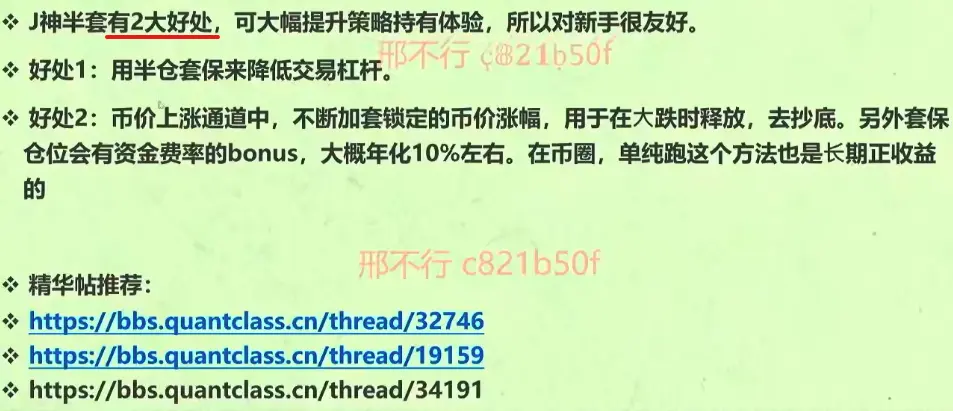 ❖ J神半套有2大好处，可大幅提升策略持有体验，所以对新手很友好。
邢不行 c821b50f
❖ 好处1：用半仓套保来降低交易杠杆。
❖ 好处2：币价上涨通道中，不断加套锁定的币价涨幅，用于在大跌时释放，去抄底。另外套保
仓位会有资金费率的bonus，大概年化10%左右。在币圈，单纯跑这个方法也是长期正收益
的
邢不行 c821b50f
❖ 精华帖推荐：
❖ https://bbs.quantclass.cn/thread/32746
❖ https://bbs.quantclass.cn/thread/19159
❖ https://bbs.quantclass.cn/thread/34191